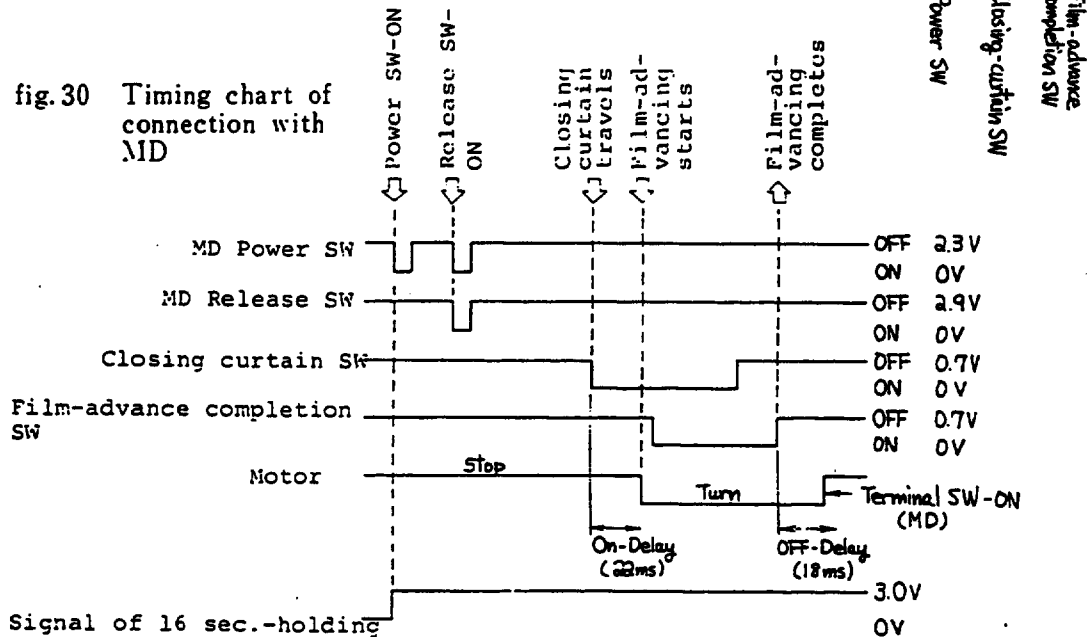 fig. 30 Timing chart of
connection with
MD
Power SW-ON
Release SW-
ON
Closing
curtain
travels
Film-ad-
vancing
starts
Film-ad-
vancing
completes
Power SW
closing-curtain SW
Film-advance
completion SW
MD Power SW OFF 2.3V
ON 0V
MD Release SW OFF 2.9V
ON 0V
Closing curtain SW OFF 0.7V
ON 0V
Film-advance completion
SW OFF 0.7V
ON 0V
Motor Stop Turn Terminal SW-ON
(MD)
On-Delay
(22ms)
OFF-Delay
(18ms)
3.0V
Signal of 16 sec.-holding 0V